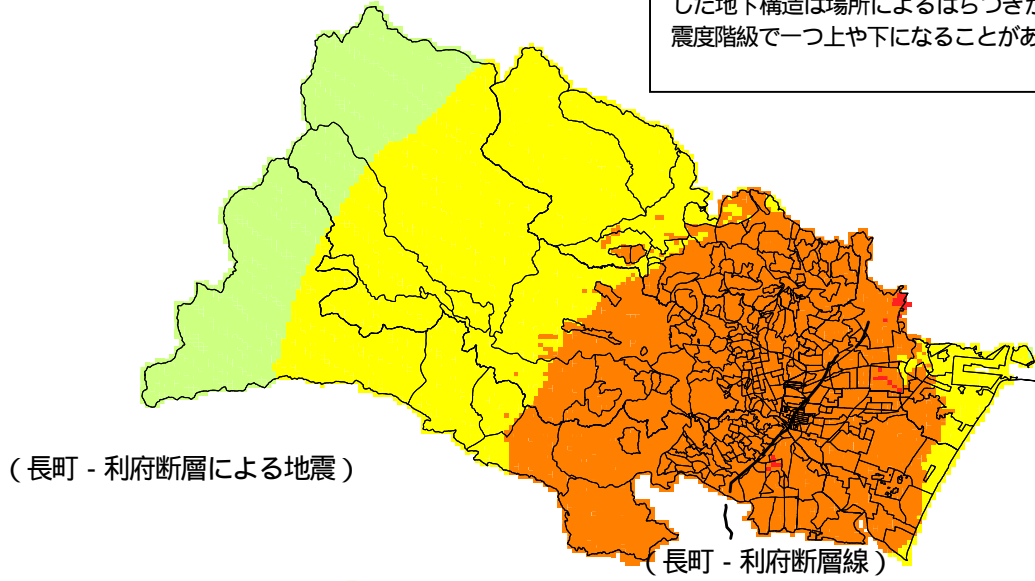 した地下構造は場所によるばらつきが
震度階級で一つ上や下になることがあ
（長町 - 利府断層による地震）
（長町 - 利府断層線）